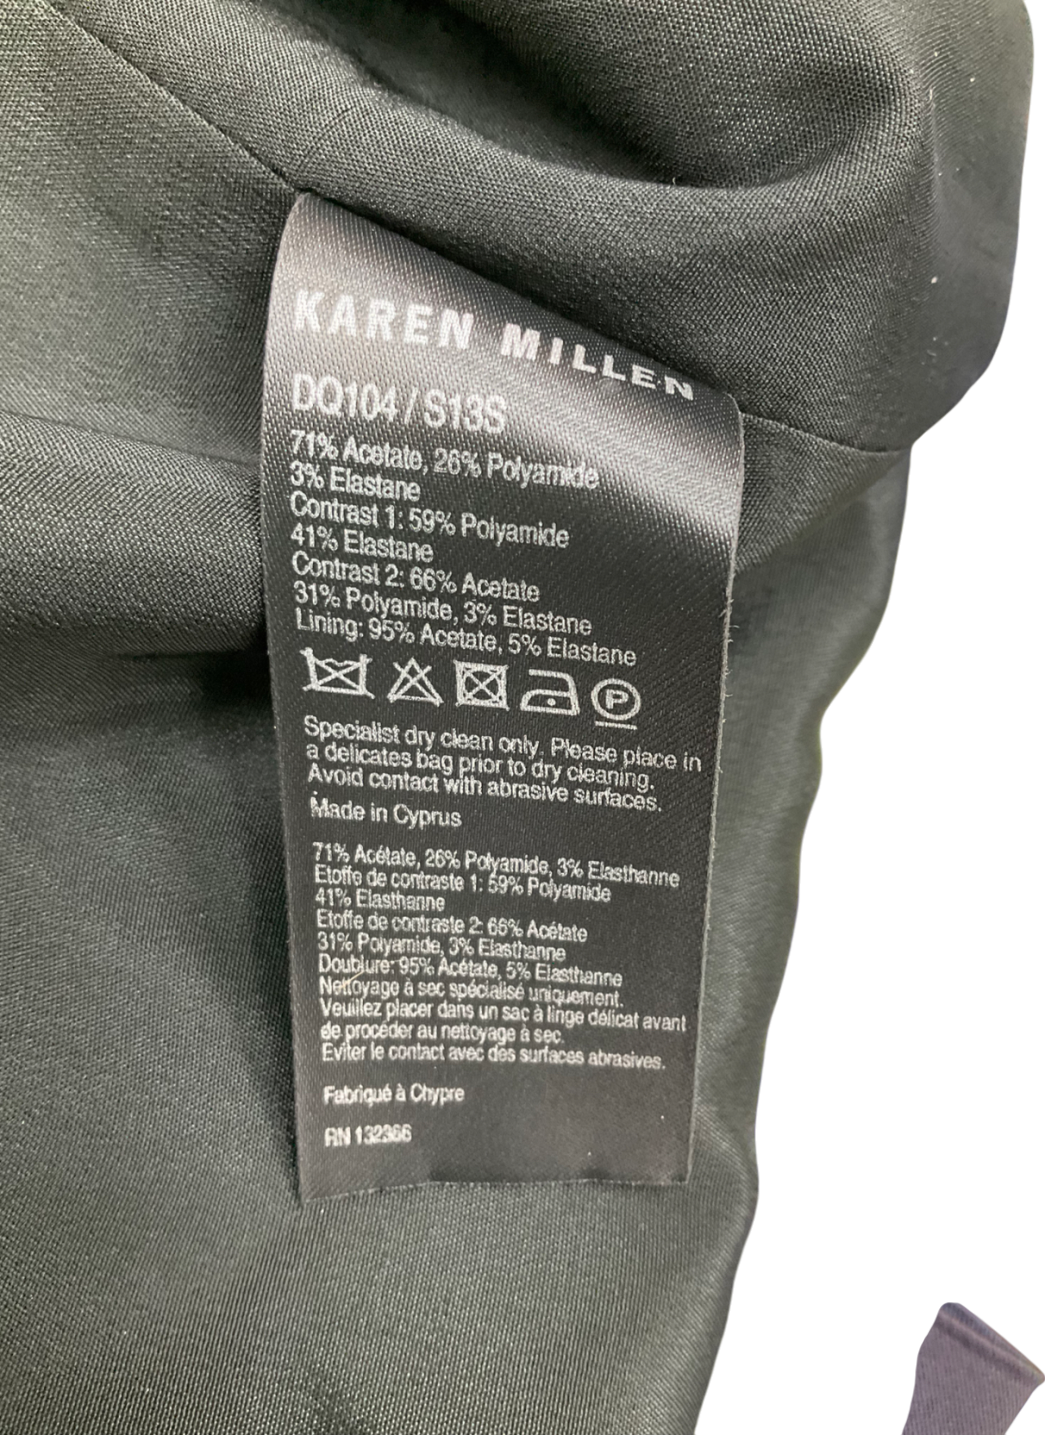 KAREN MILLEN
DQ104 / S13S
71% Acetate, 26% Polyamide
3% Elastane
Contrast 1: 59% Polyamide
41% Elastane
Contrast 2: 66% Acetate
31% Polyamide, 3% Elastane
Lining: 95% Acetate, 5% Elastane
P
Specialist dry clean only. Please place in
a delicates bag prior to dry cleaning.
Avoid contact with abrasive surfaces.
Made in Cyprus
71% Acétate, 26% Polyamide, 3% Elasthanne
Etoffe de contraste 1: 59% Polyamide
41% Elasthanne
Etoffe de contraste 2: 66% Acétate
31% Polyamide, 3% Elasthanne
Doublure: 95% Acétate, 5% Elasthanne
Nettoyage à sec spécialisé uniquement.
Veuillez placer dans un sac à linge délicat avant
de procéder au nettoyage à sec.
Eviter le contact avec des surfaces abrasives.
Fabriqué à Chypre
RN 132366